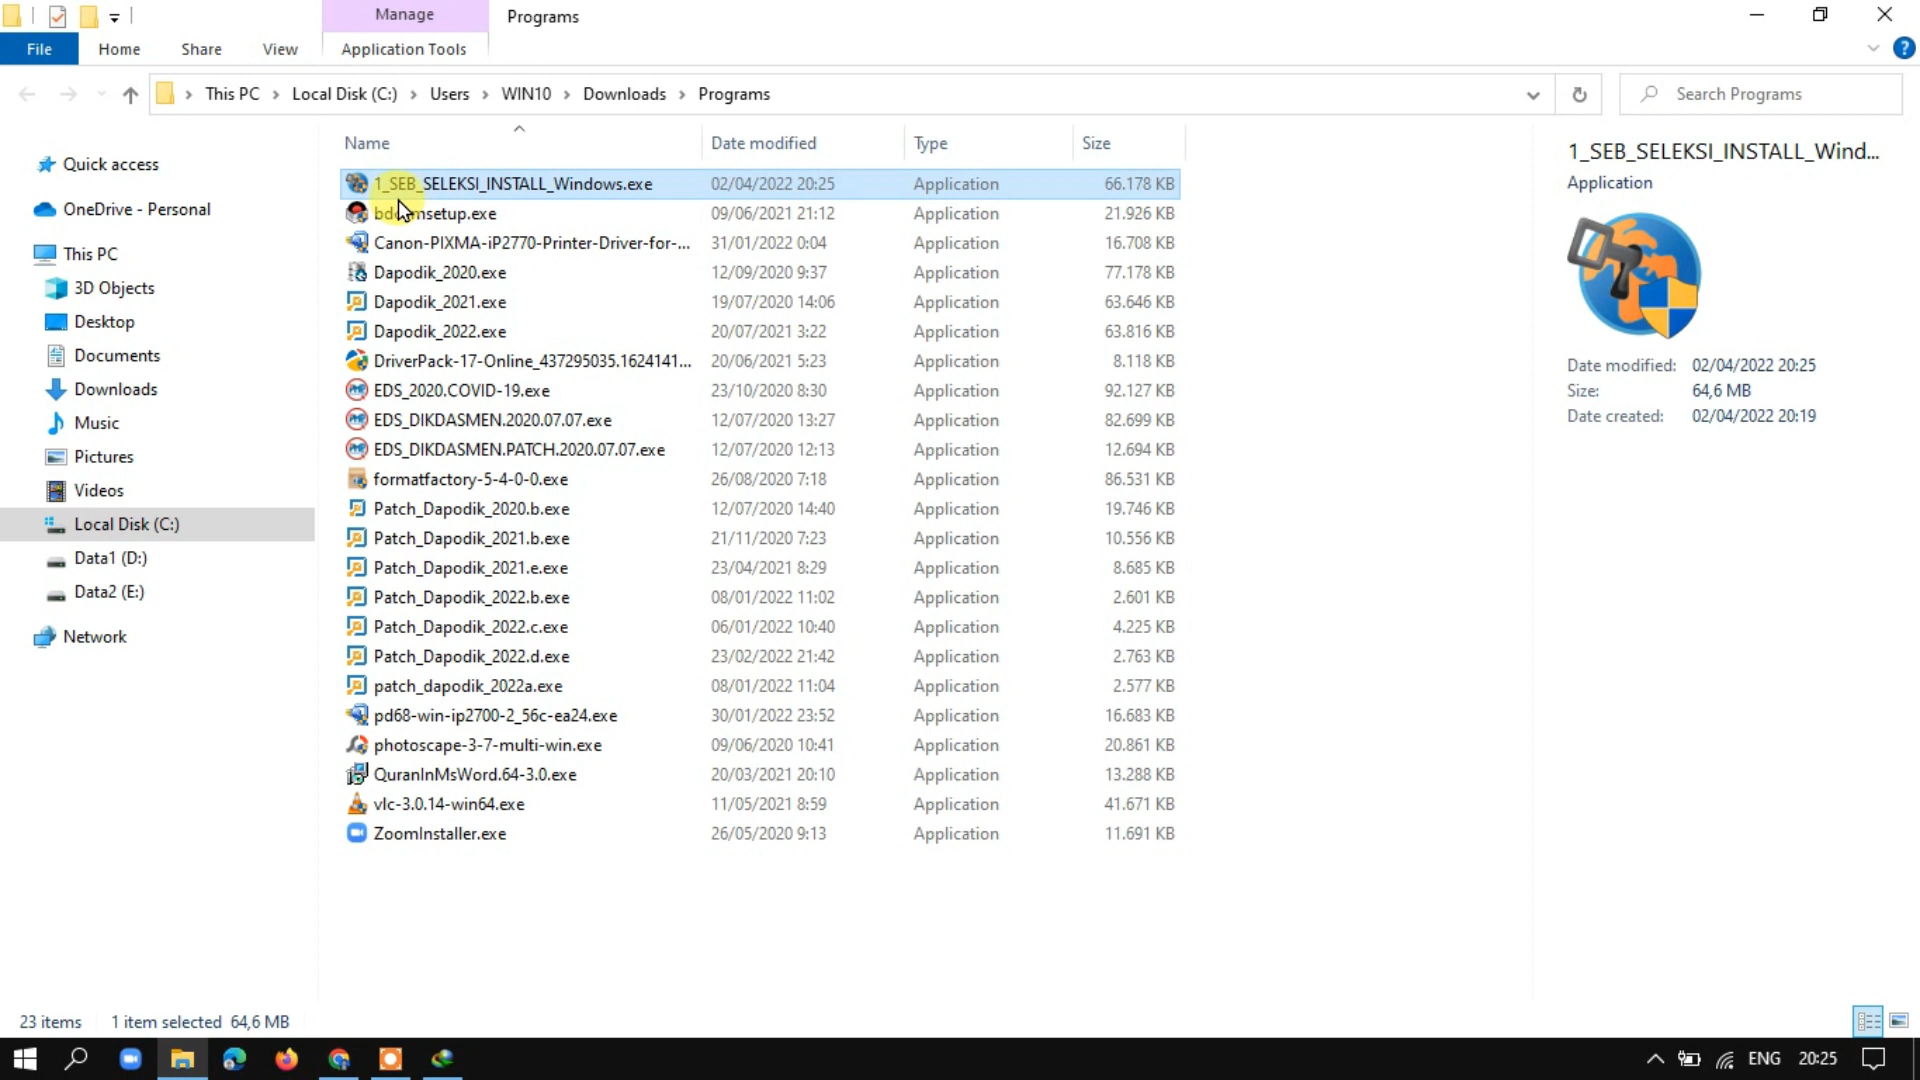 Manage
Programs
File
Home
Share
View
Application Tools
This PC
Local Disk (C:)
Users
WIN10
Downloads
Programs
Search Programs
Name
Date modified
Type
Size
Quick access
OneDrive - Personal
This PC
3D Objects
Desktop
Documents
Downloads
Music
Pictures
Videos
Local Disk (C:)
Data1 (D:)
Data2 (E:)
Network
1_SEB_SELEKSI_INSTALL_Windows.exe 02/04/2022 20:25 Application 66.178 KB
09/06/2021 21:12 Application 21.926 KB
Canon-PIXMA-iP2770-Printer-Driver-for-... 31/01/2022 0:04 Application 16.708 KB
Dapodik_2020.exe 12/09/2020 9:37 Application 77.178 KB
Dapodik_2021.exe 19/07/2020 14:06 Application 63.646 KB
Dapodik_2022.exe 20/07/2021 3:22 Application 63.816 KB
DriverPack-17-Online_437295035.1624141... 20/06/2021 5:23 Application 8.118 KB
EDS_2020.COVID-19.exe 23/10/2020 8:30 Application 92.127 KB
EDS_DIKDASMEN.2020.07.07.exe 12/07/2020 13:27 Application 82.699 KB
EDS_DIKDASMEN.PATCH.2020.07.07.exe 12/07/2020 12:13 Application 12.694 KB
formatfactory-5-4-0-0.exe 26/08/2020 7:18 Application 86.531 KB
Patch_Dapodik_2020.b.exe 12/07/2020 14:40 Application 19.746 KB
Patch_Dapodik_2021.b.exe 21/11/2020 7:23 Application 10.556 KB
Patch_Dapodik_2021.e.exe 23/04/2021 8:29 Application 8.685 KB
Patch_Dapodik_2022.b.exe 08/01/2022 11:02 Application 2.601 KB
Patch_Dapodik_2022.c.exe 06/01/2022 10:40 Application 4.225 KB
Patch_Dapodik_2022.d.exe 23/02/2022 21:42 Application 2.763 KB
patch_dapodik_2022a.exe 08/01/2022 11:04 Application 2.577 KB
pd68-win-ip2700-2_56c-ea24.exe 30/01/2022 23:52 Application 16.683 KB
photoscape-3-7-multi-win.exe 09/06/2020 10:41 Application 20.861 KB
QuranInMsWord.64-3.0.exe 20/03/2021 20:10 Application 13.288 KB
vlc-3.0.14-win64.exe 11/05/2021 8:59 Application 41.671 KB
ZoomInstaller.exe 26/05/2020 9:13 Application 11.691 KB
1_SEB_SELEKSI_INSTALL_Wind...
Application
Date modified: 02/04/2022 20:25
Size: 64,6 MB
Date created: 02/04/2022 20:19
23 items
1 item selected 64,6 MB
ENG
20:25